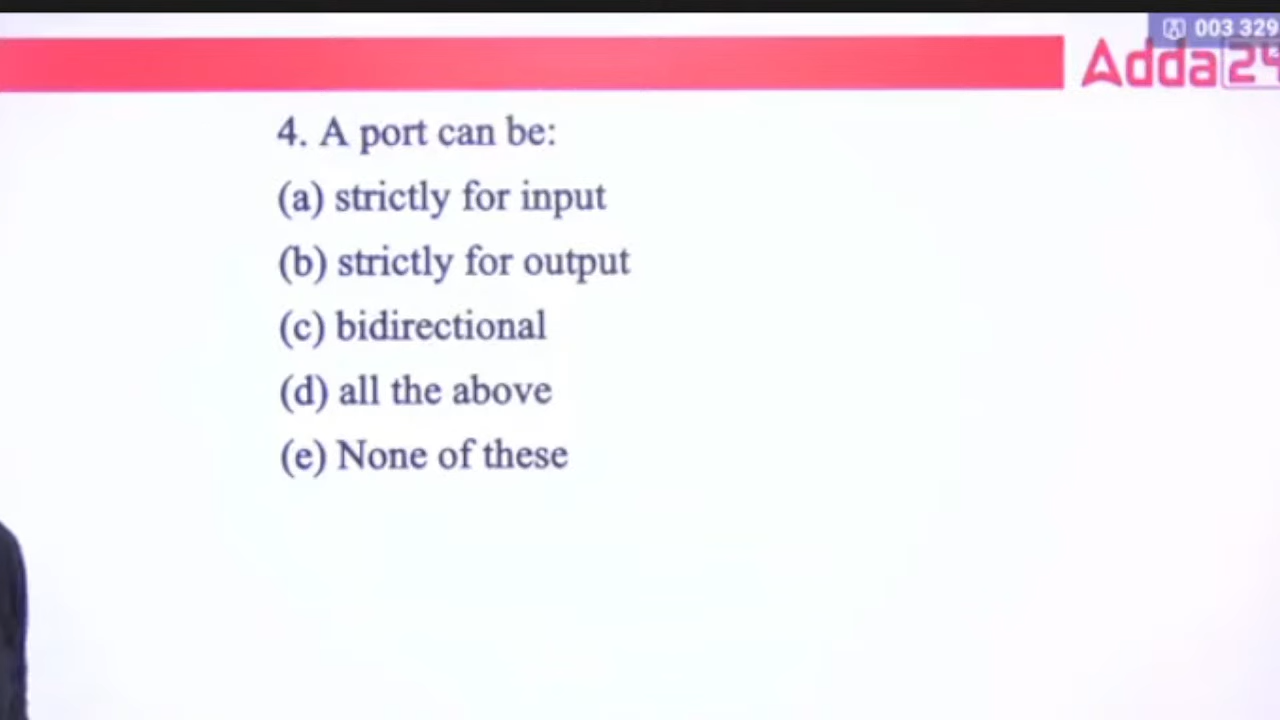 003 329
Adda24
4. A port can be:
(a) strictly for input
(b) strictly for output
(c) bidirectional
(d) all the above
(e) None of these